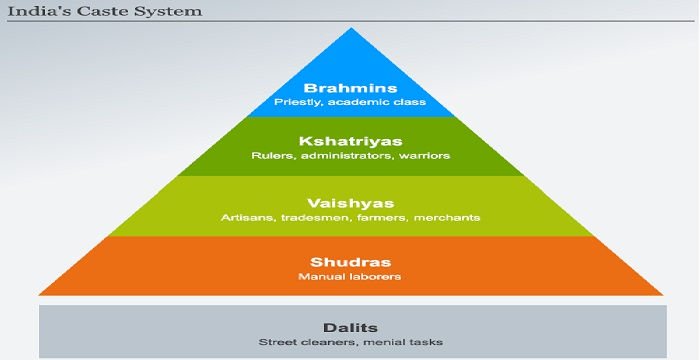 India's Caste System
Brahmins
Priestly, academic class
Kshatriyas
Rulers, administrators, warriors
Vaishyas
Artisans, tradesmen, farmers, merchants
Shudras
Manual laborers
Dalits
Street cleaners, menial tasks